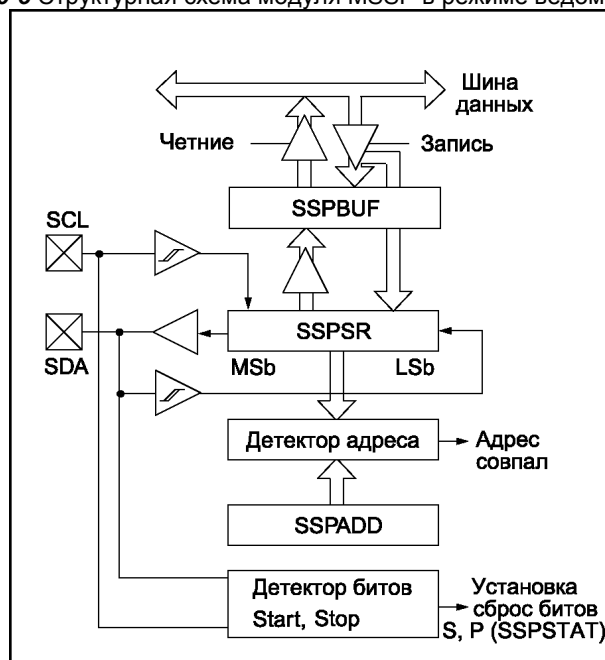 Структурная схема модуля MSSP в режиме ведом
Шина
данных
Четние
Запись
SSPBUF
SCL
SSPSR
SDA
MSb
LSb
Детектор адреса
Адрес
совпал
SSPADD
Детектор битов
Start, Stop
Установка
сброс битов
S, P (SSPSTAT)